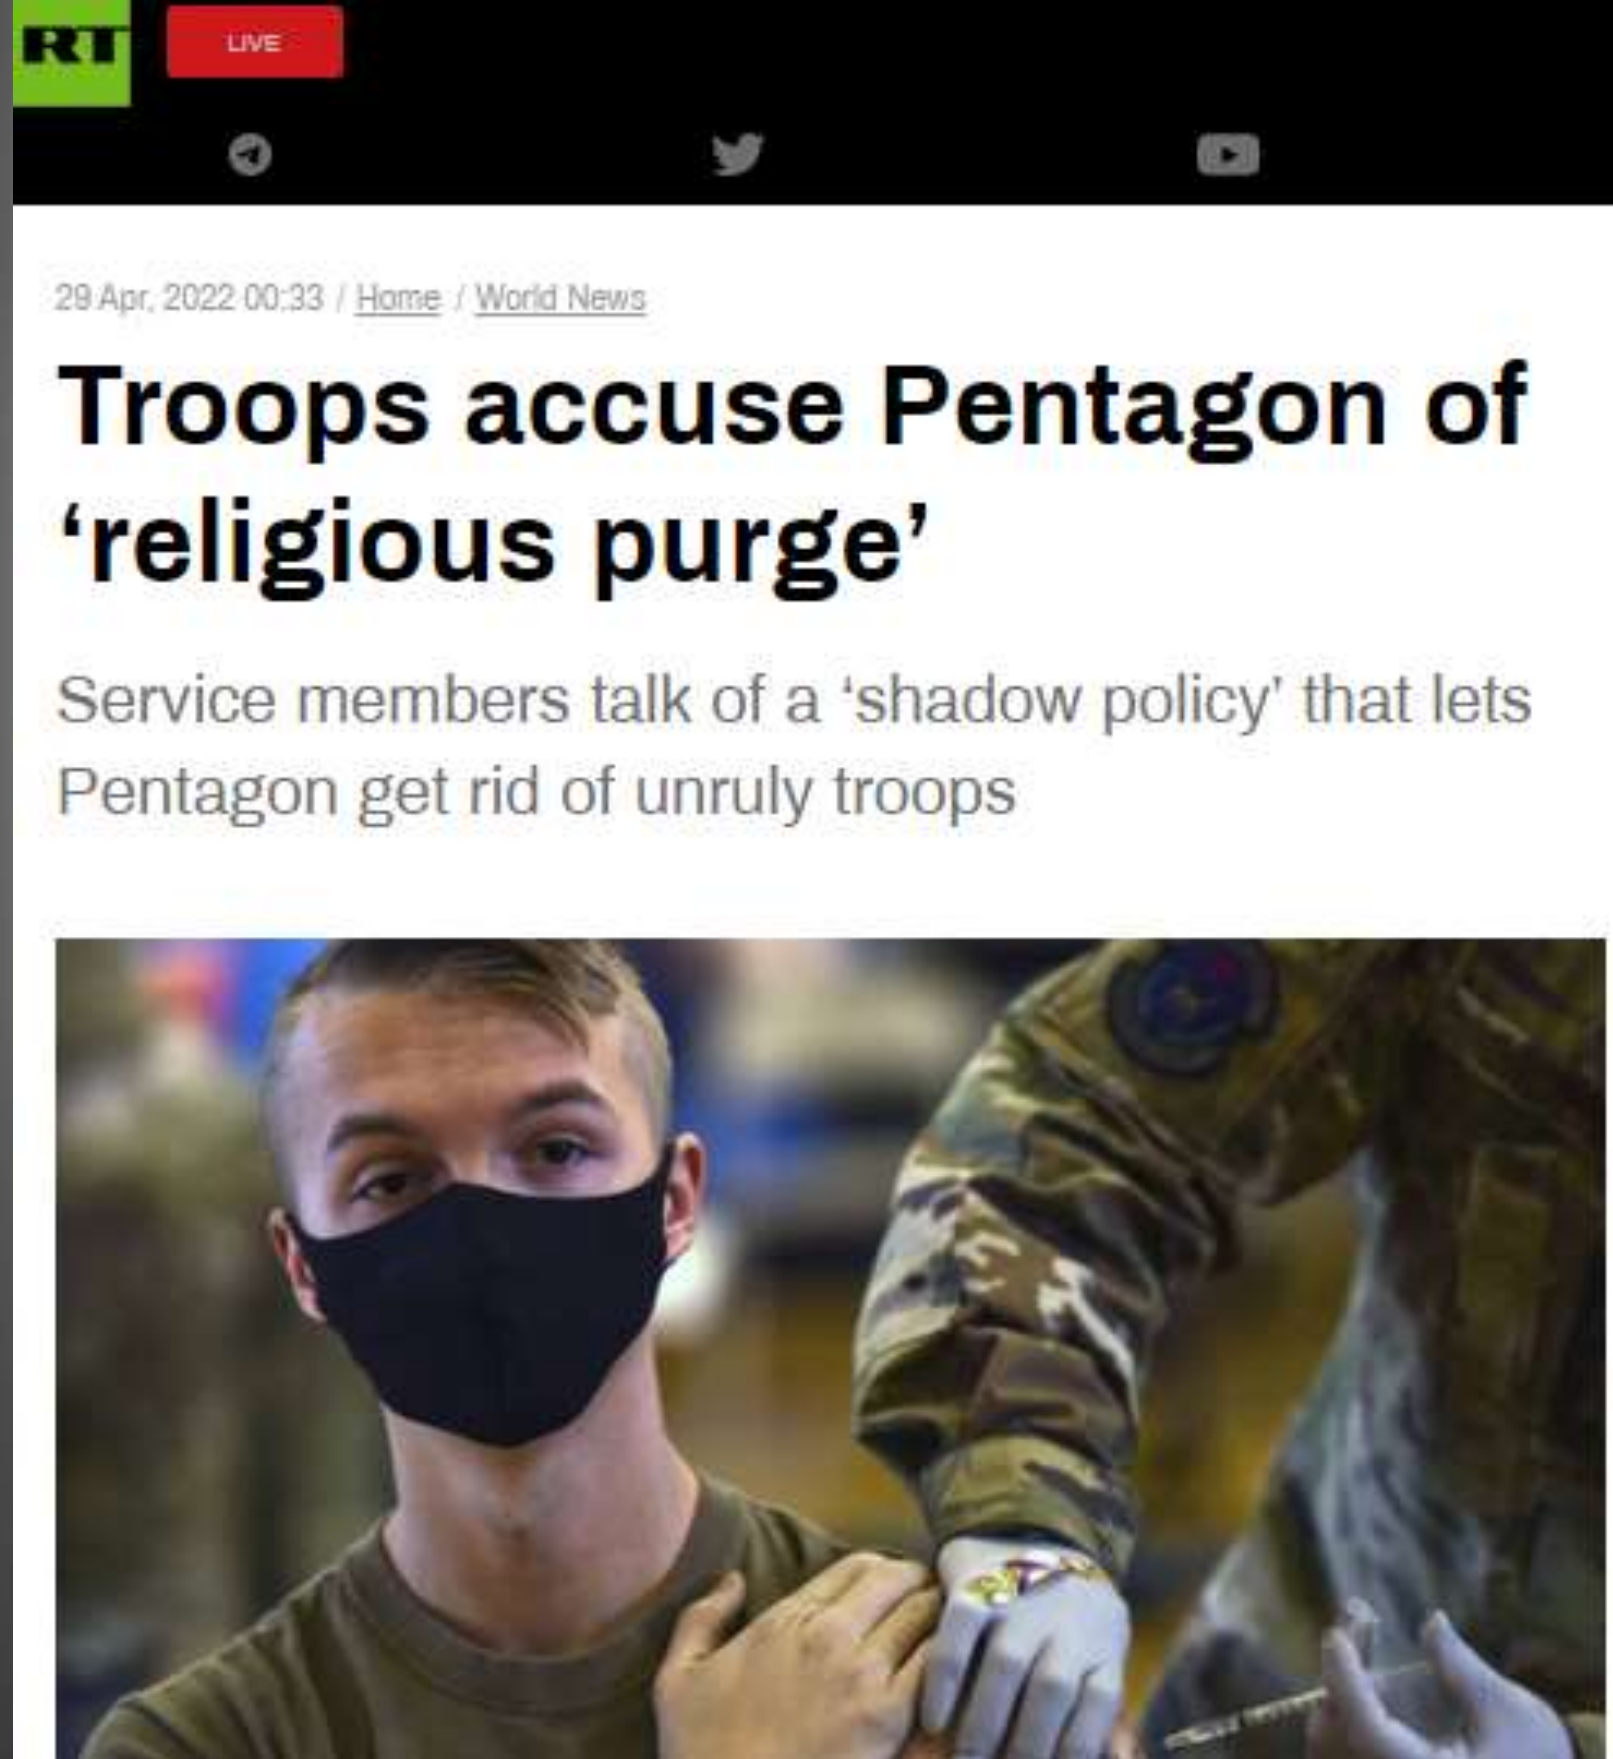 RT
LIVE
29 Apr, 2022 00:33 / Home / World News
Troops accuse Pentagon of
‘religious purge’
Service members talk of a ‘shadow policy’ that lets
Pentagon get rid of unruly troops